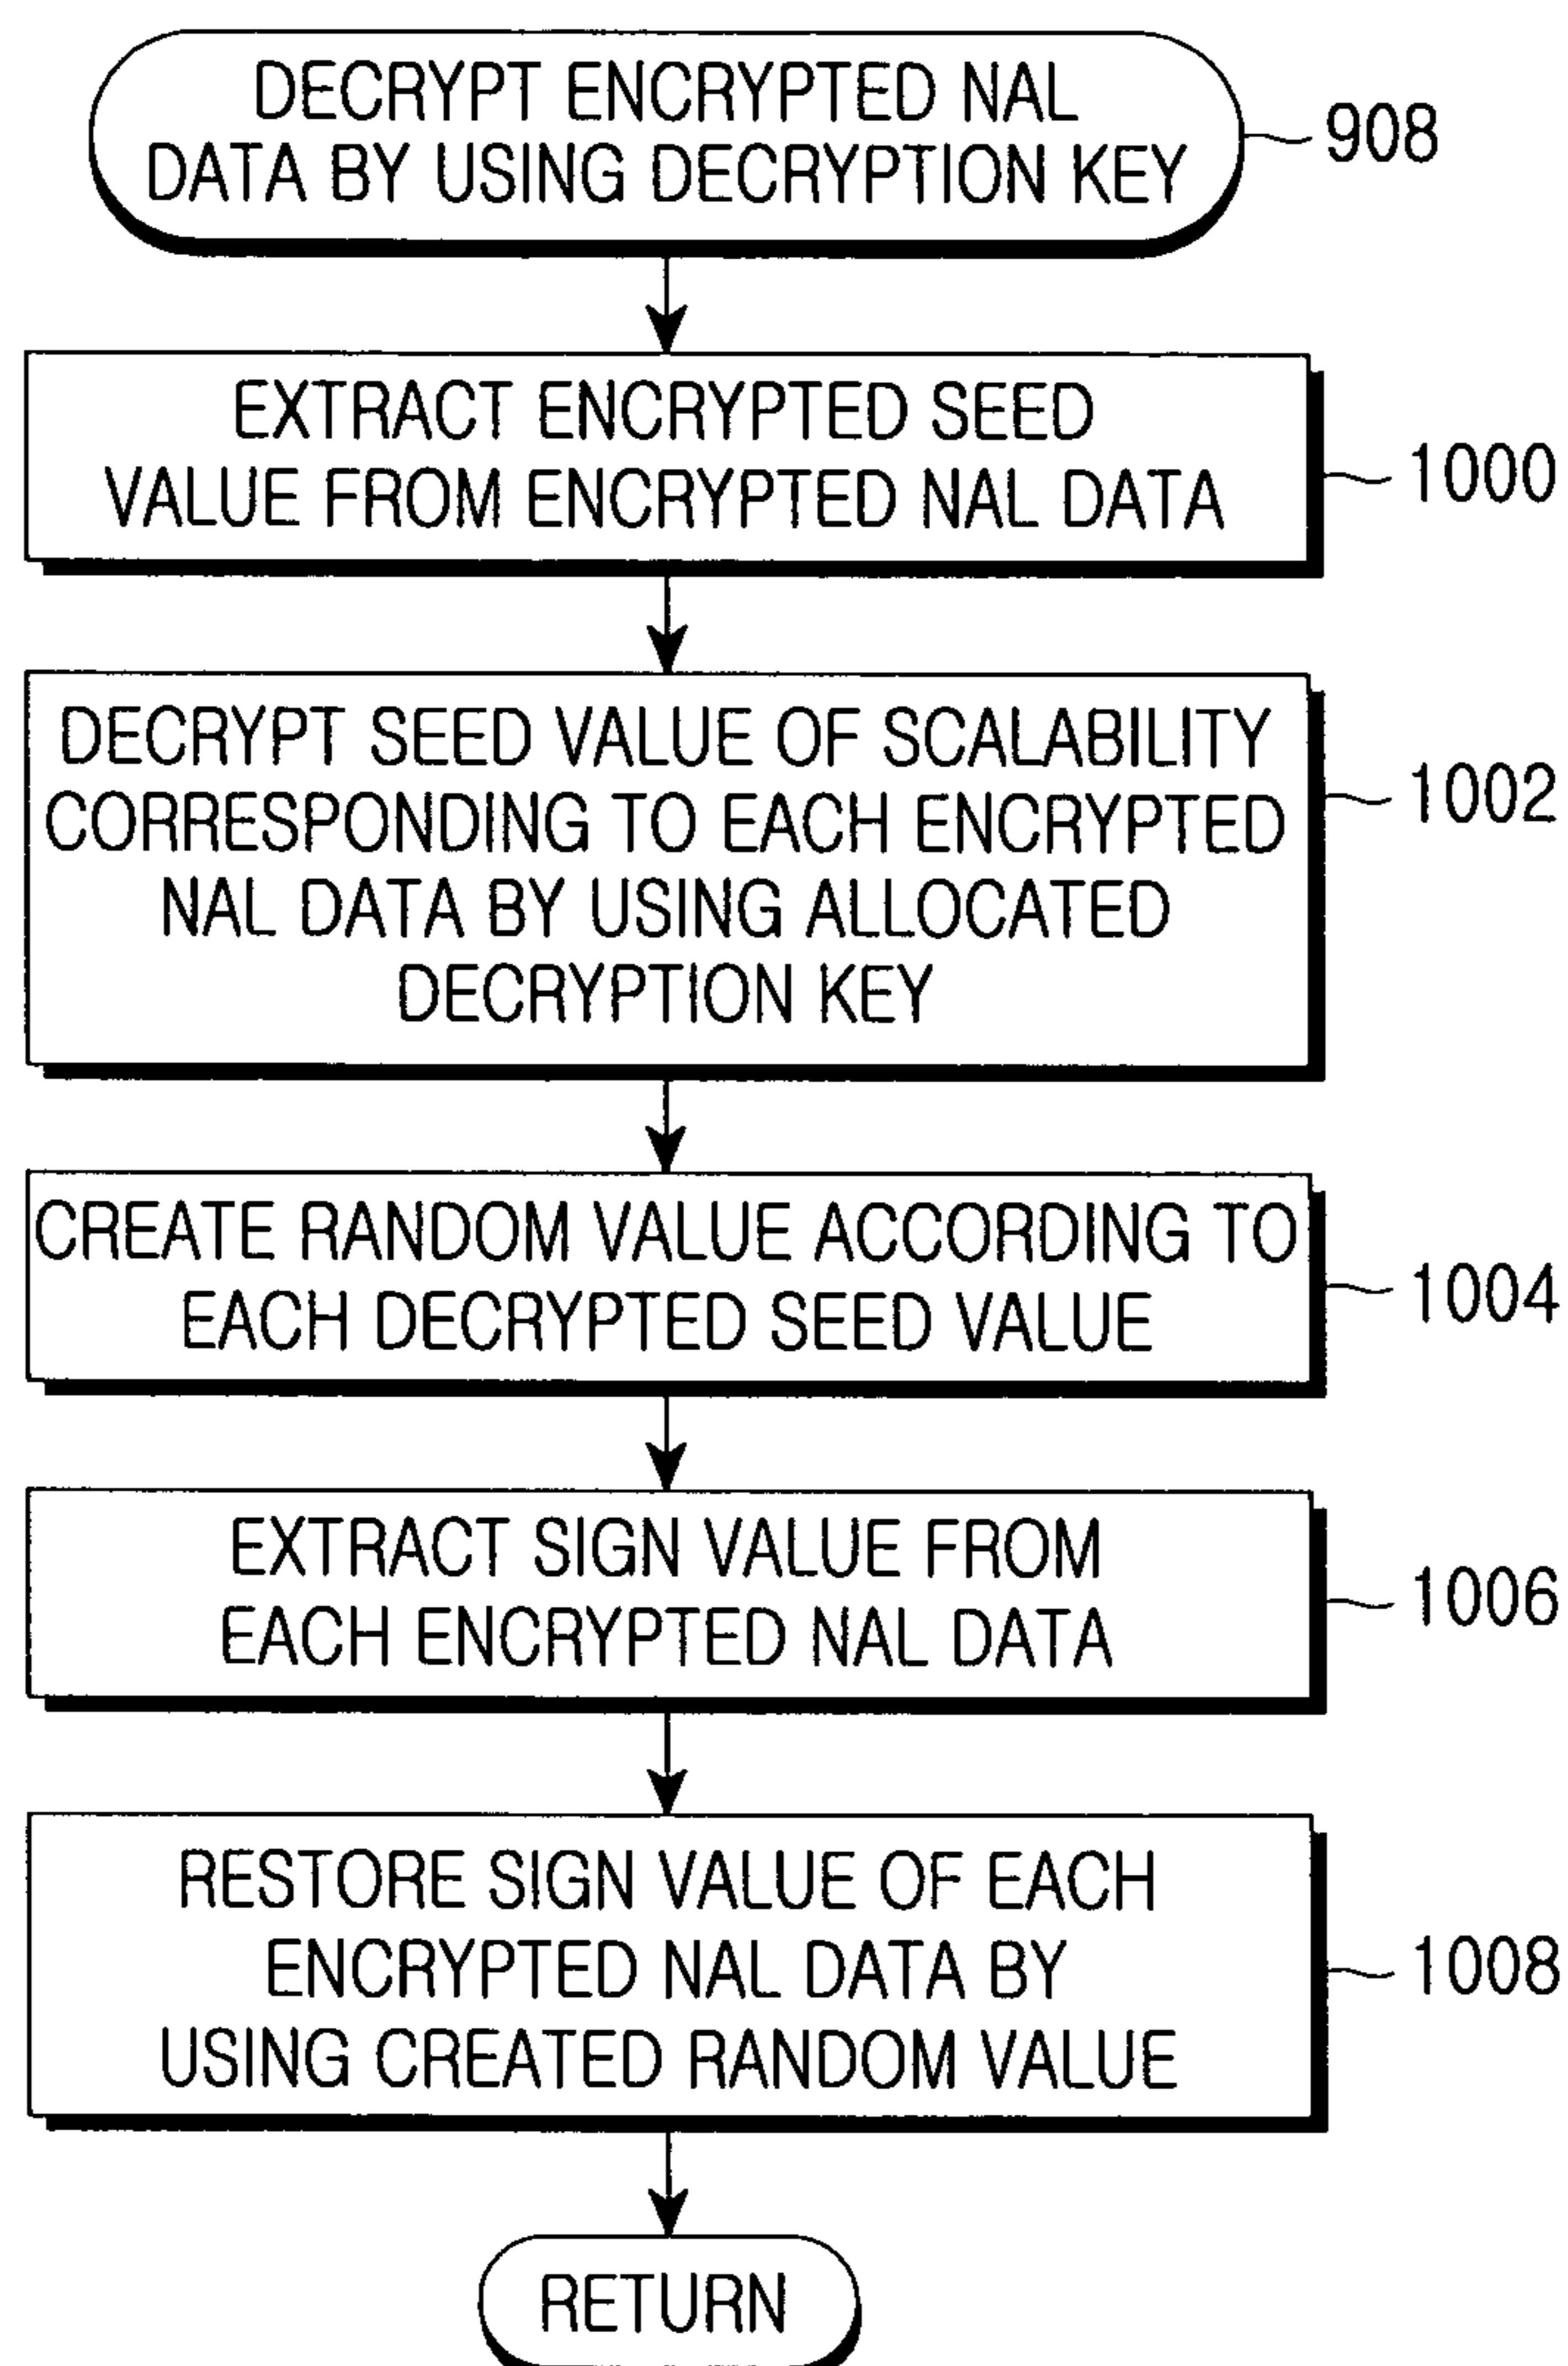 DECRYPT ENCRYPTED NAL
DATA BY USING DECRYPTION KEY
908
EXTRACT ENCRYPTED SEED
VALUE FROM ENCRYPTED NAL DATA
1000
DECRYPT SEED VALUE OF SCALABILITY
CORRESPONDING TO EACH ENCRYPTED
NAL DATA BY USING ALLOCATED
DECRYPTION KEY
1002
CREATE RANDOM VALUE ACCORDING TO
EACH DECRYPTED SEED VALUE
1004
EXTRACT SIGN VALUE FROM
EACH ENCRYPTED NAL DATA
1006
RESTORE SIGN VALUE OF EACH
ENCRYPTED NAL DATA BY
USING CREATED RANDOM VALUE
1008
RETURN